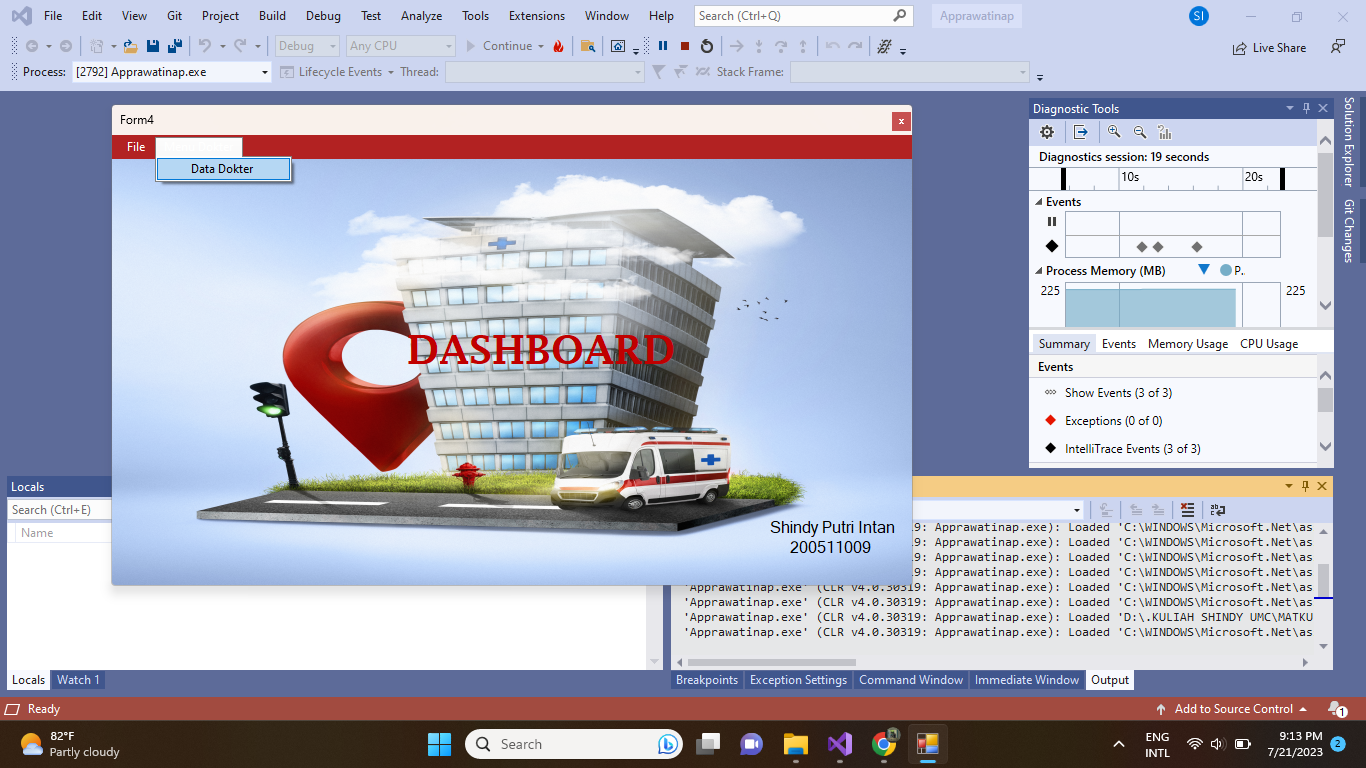 File Edit View Git Project Build Debug Test Analyze Tools Extensions Window Help Search (Ctrl+Q) Apprawatinap SI
Debug Any CPU Continue Live Share
Process: [2792] Apprawatinap.exe Lifecycle Events Thread: Stack Frame:
Form4
File
Data Dokter
DASHBOARD
Shindy Putri Intan
200511009
Diagnostic Tools
Diagnostics session: 19 seconds
10s 20s
Events
Process Memory (MB) P..
225 225
Summary Events Memory Usage CPU Usage
Events
Show Events (3 of 3)
Exceptions (0 of 0)
IntelliTrace Events (3 of 3)
Solution Explorer
Git Changes
Locals
Search (Ctrl+E)
Name
19: Apprawatinap.exe): Loaded 'C:\WINDOWS\Microsoft.Net\as
19: Apprawatinap.exe): Loaded 'C:\WINDOWS\Microsoft.Net\as
19: Apprawatinap.exe): Loaded 'C:\WINDOWS\Microsoft.Net\as
19: Apprawatinap.exe): Loaded 'C:\WINDOWS\Microsoft.Net\as
'Apprawatinap.exe' (CLR v4.0.30319: Apprawatinap.exe): Loaded 'C:\WINDOWS\Microsoft.Net\as
'Apprawatinap.exe' (CLR v4.0.30319: Apprawatinap.exe): Loaded 'C:\WINDOWS\Microsoft.Net\as
'Apprawatinap.exe' (CLR v4.0.30319: Apprawatinap.exe): Loaded 'D:\.KULIAH SHINDY UMC\MATKU
'Apprawatinap.exe' (CLR v4.0.30319: Apprawatinap.exe): Loaded 'C:\WINDOWS\Microsoft.Net\as
Locals Watch 1
Breakpoints Exception Settings Command Window Immediate Window Output
Ready Add to Source Control 1
82°F
Partly cloudy
Search
ENG
INTL
9:13 PM
7/21/2023
2